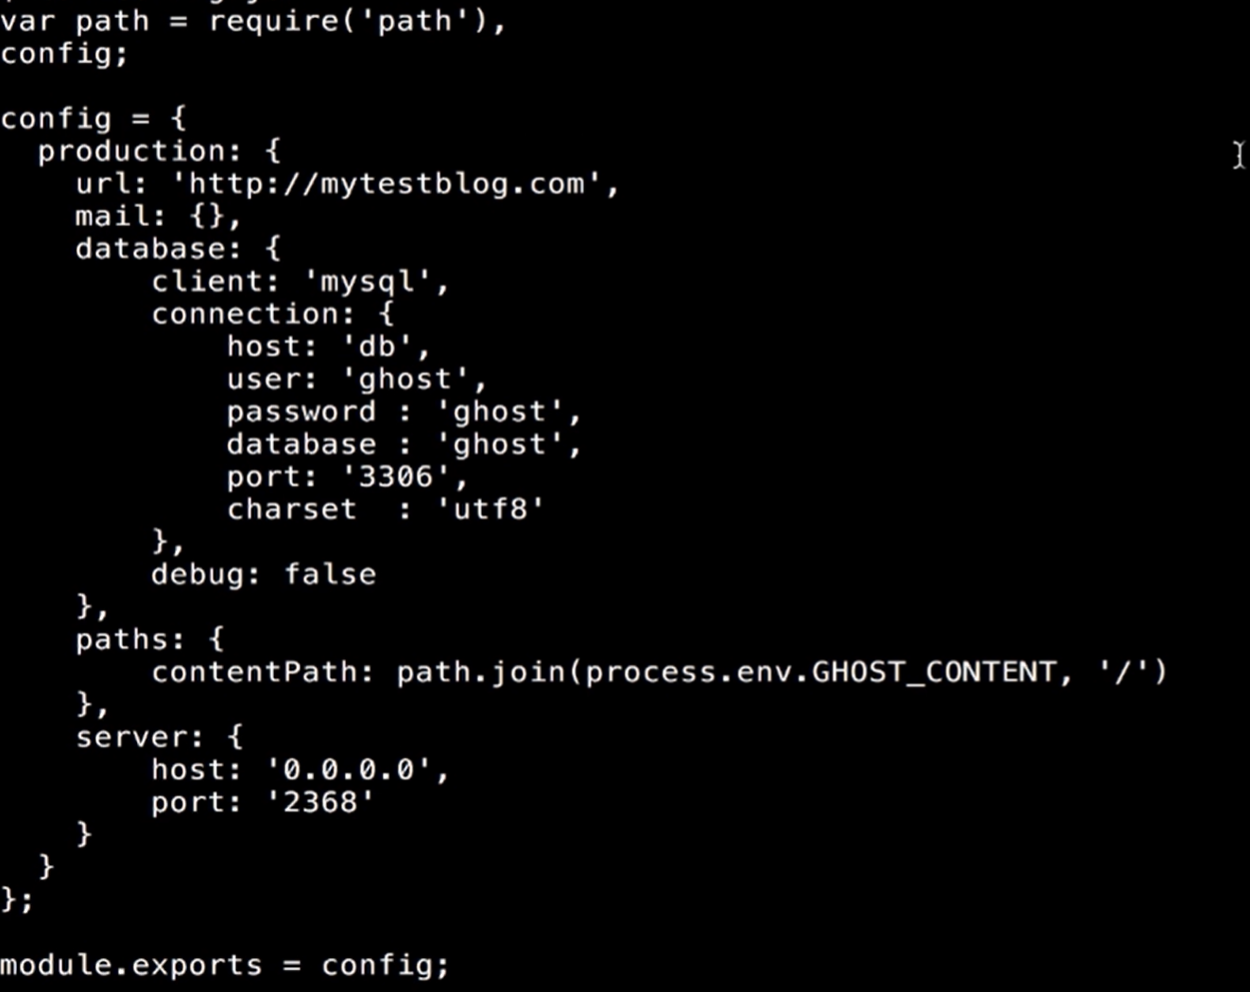 var path = require('path'),
config;

config = {
  production: {
    url: 'http://mytestblog.com',
    mail: {},
    database: {
        client: 'mysql',
        connection: {
            host: 'db',
            user: 'ghost',
            password : 'ghost',
            database : 'ghost',
            port: '3306',
            charset  : 'utf8'
        },
        debug: false
    },
    paths: {
        contentPath: path.join(process.env.GHOST_CONTENT, '/')
    },
    server: {
        host: '0.0.0.0',
        port: '2368'
    }
  }
};

module.exports = config;